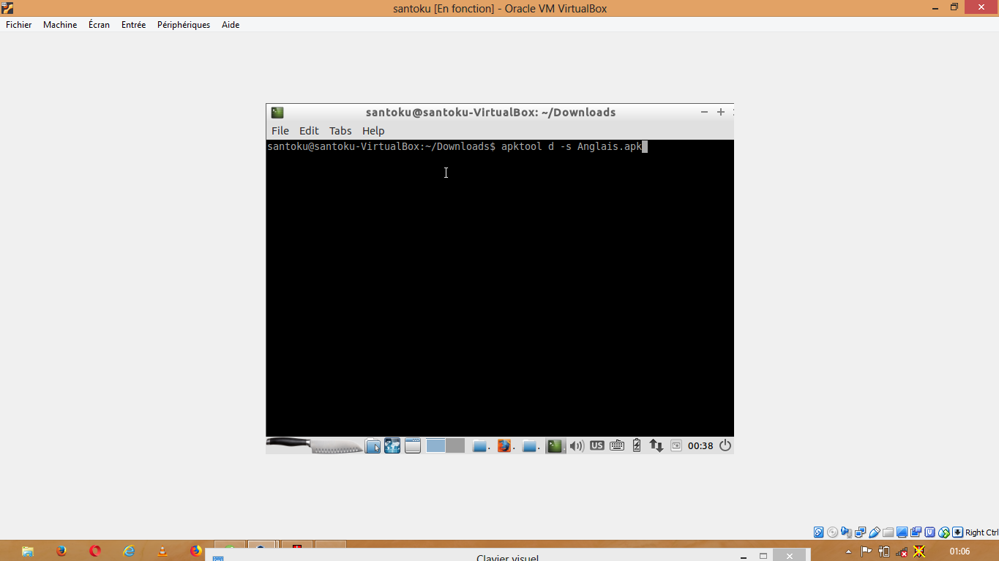 santoku [En fonction] - Oracle VM VirtualBox
Fichier Machine Écran Entrée Périphériques Aide
santoku@santoku-VirtualBox: ~/Downloads
File Edit Tabs Help
santoku@santoku-VirtualBox:~/Downloads$ apktool d -s Anglais.apk
US 00:38
Right Ctrl
Clavier visuel
01:06